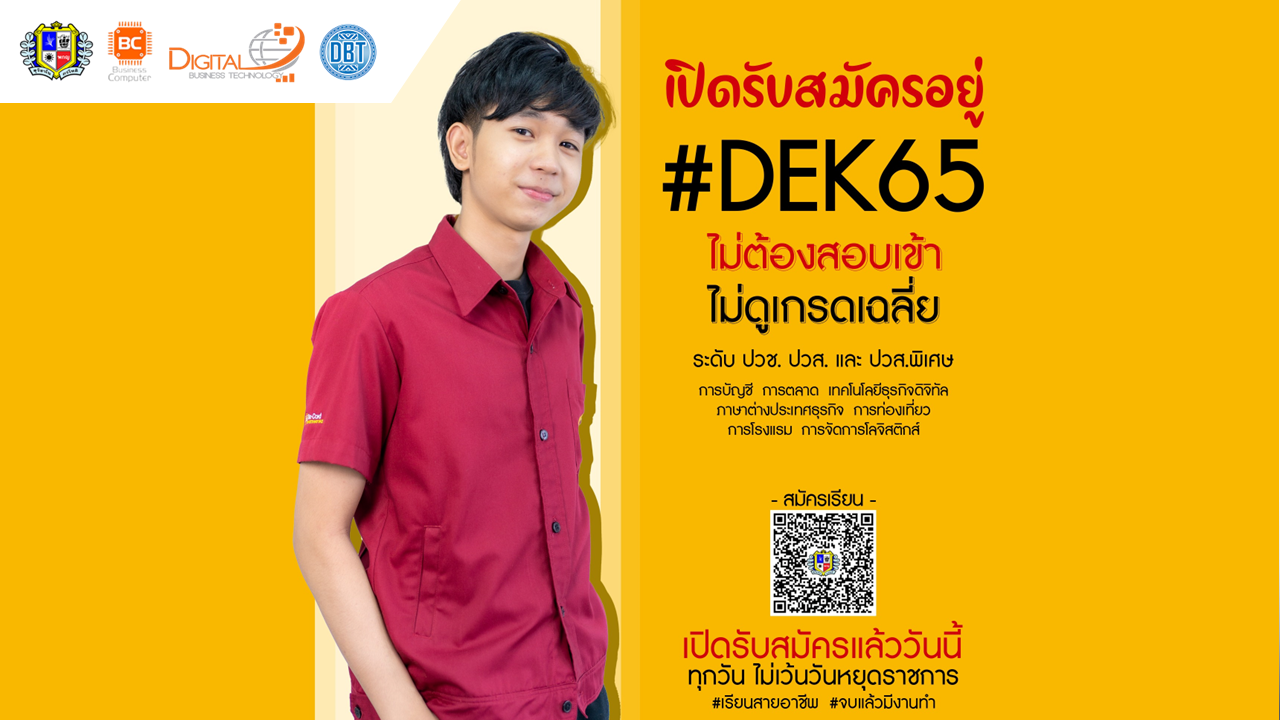 BC
Business
Computer
DIGITAL
BUSINESS TECHNOLOGY
DBT
เปิดรับสมัครอยู่
#DEK65
ไม่ต้องสอบเข้า
ไม่ดูเกรดเฉลี่ย
ระดับ ปวช. ปวส. และ ปวส.พิเศษ
การบัญชี การตลาด เทคโนโลยีธุรกิจดิจิทัล
ภาษาต่างประเทศธุรกิจ การท่องเที่ยว
การโรงแรม การจัดการโลจิสติกส์
- สมัครเรียน -
เปิดรับสมัครแล้ววันนี้
ทุกวัน ไม่เว้นวันหยุดราชการ
#เรียนสายอาชีพ #จบแล้วมีงานทำ